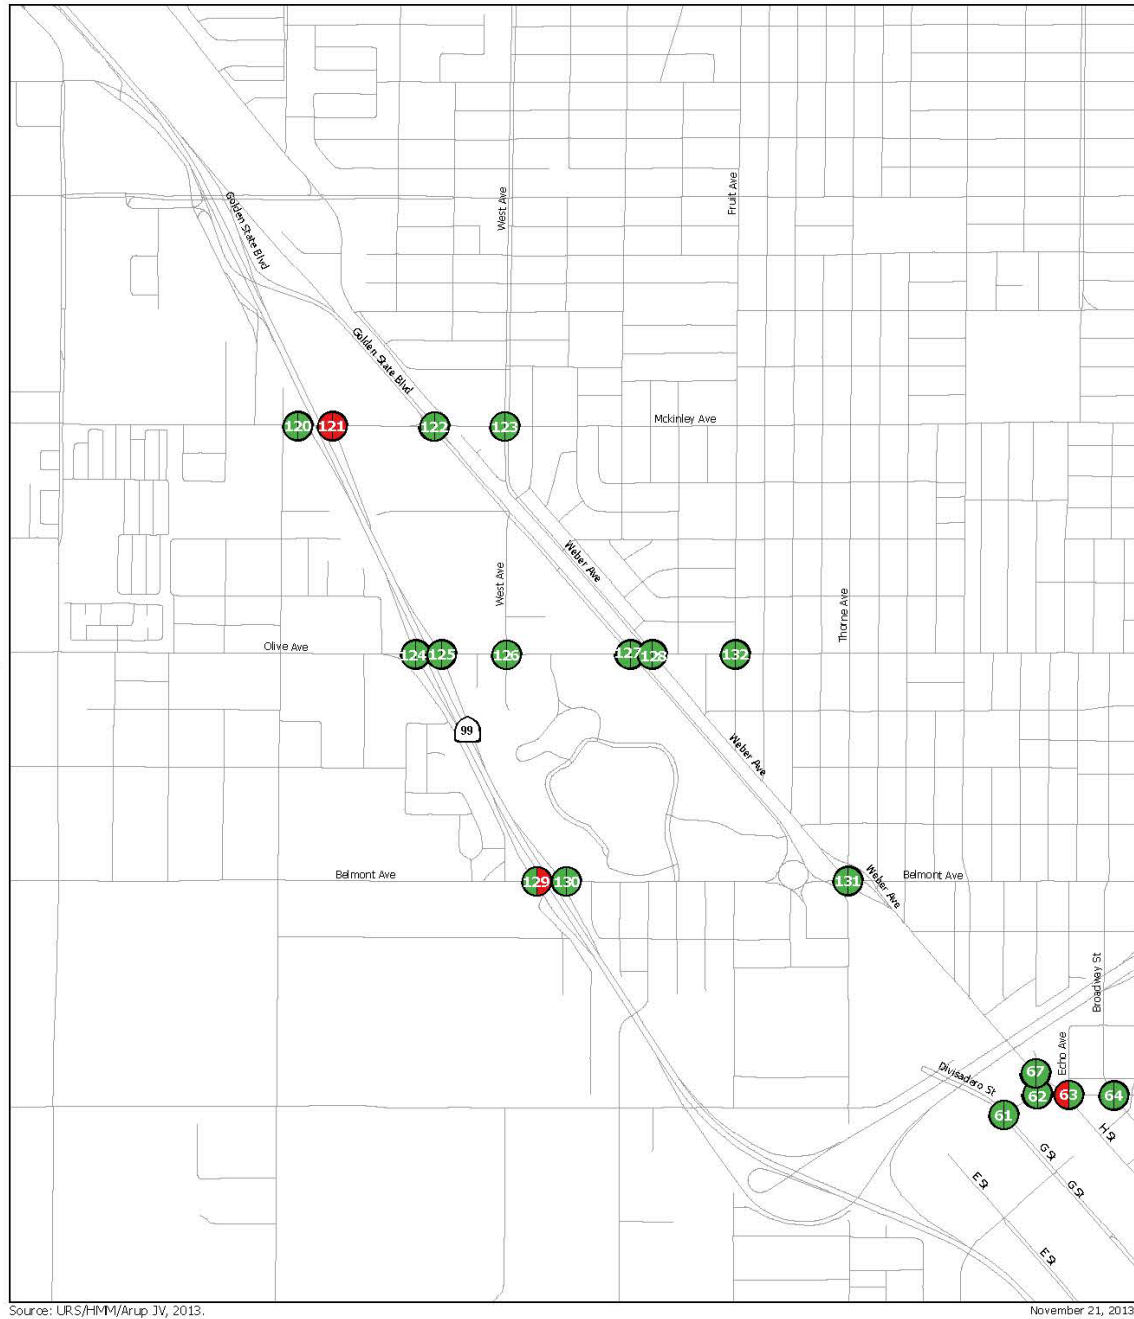 West Ave
Fruit Ave
Golden State Blvd
Golden State Blvd
120
121
122
123
Mckinley Ave
Weber Ave
West Ave
Thorne Ave
Olive Ave
124
125
126
127
128
132
99
Weber Ave
Belmont Ave
129
130
131
Weber Ave
Belmont Ave
Broadway St
Echo Ave
Divisadero St
67
62
63
64
61
H St
G St
G St
E St
E St
Source: URS/HMM/Arup JV, 2013.
November 21, 2013